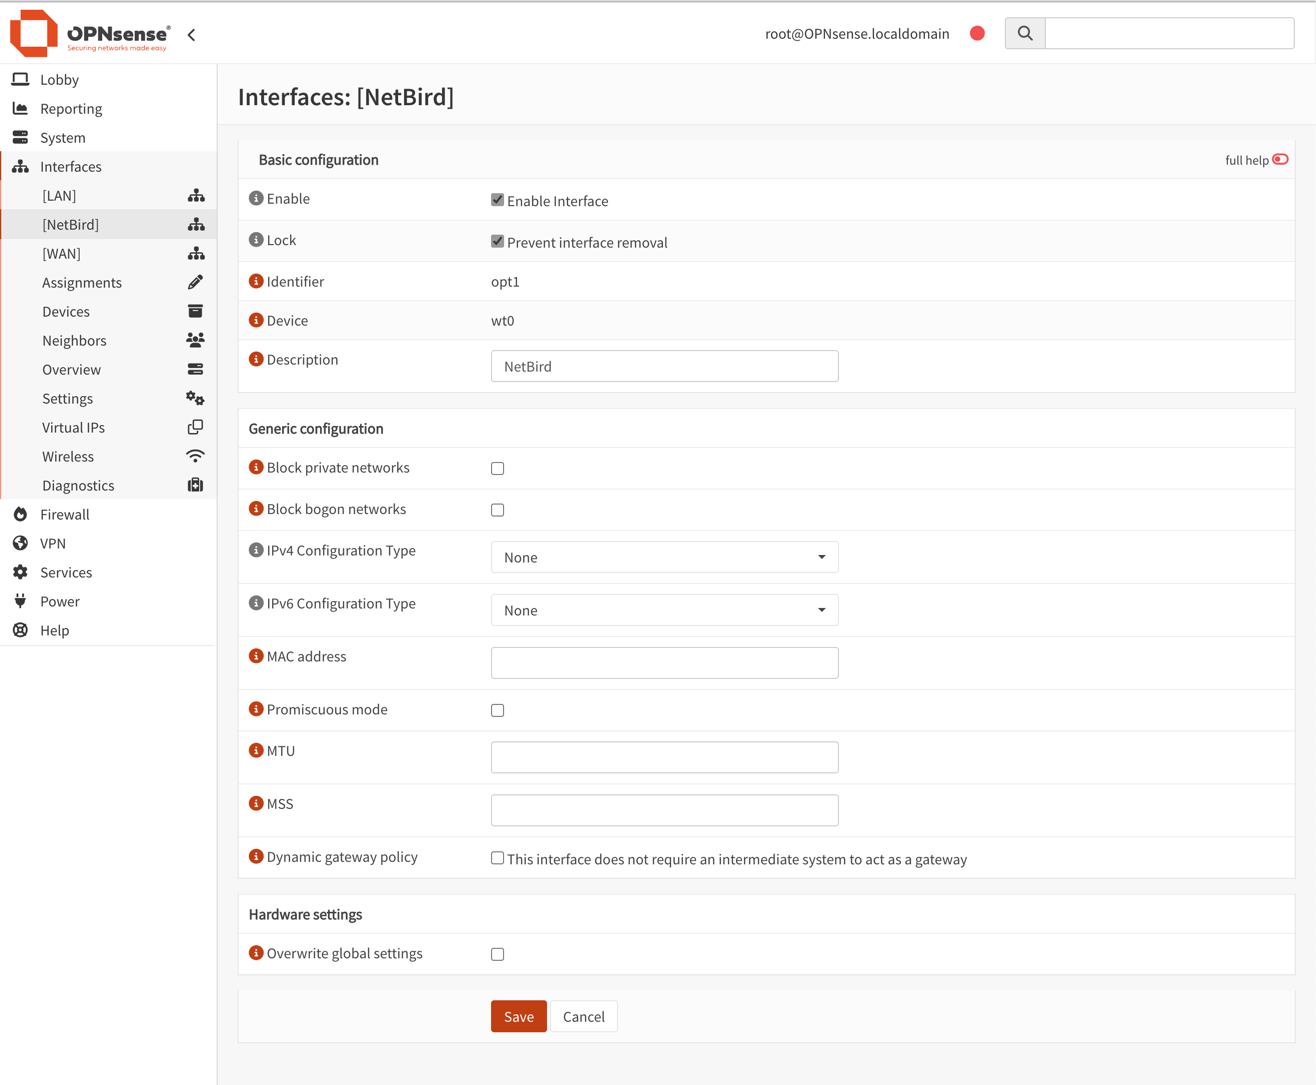 OPNsense®
Securing networks made easy
root@OPNsense.localdomain
Lobby
Reporting
System
Interfaces
[LAN]
[NetBird]
[WAN]
Assignments
Devices
Neighbors
Overview
Settings
Virtual IPs
Wireless
Diagnostics
Firewall
VPN
Services
Power
Help
Interfaces: [NetBird]
Basic configuration full help
Enable Enable Interface
Lock Prevent interface removal
Identifier opt1
Device wt0
Description NetBird
Generic configuration
Block private networks
Block bogon networks
IPv4 Configuration Type None
IPv6 Configuration Type None
MAC address
Promiscuous mode
MTU
MSS
Dynamic gateway policy This interface does not require an intermediate system to act as a gateway
Hardware settings
Overwrite global settings
Save Cancel